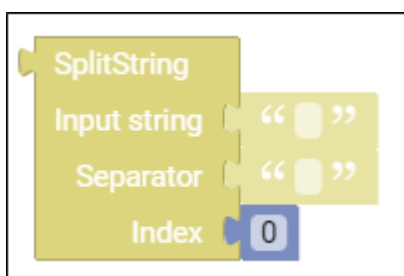 SplitString
Input string “ ”
Separator “ ”
Index 0